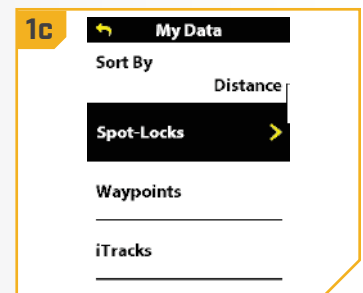 1c
My Data
Sort By
Distance
Spot-Locks
Waypoints
iTracks